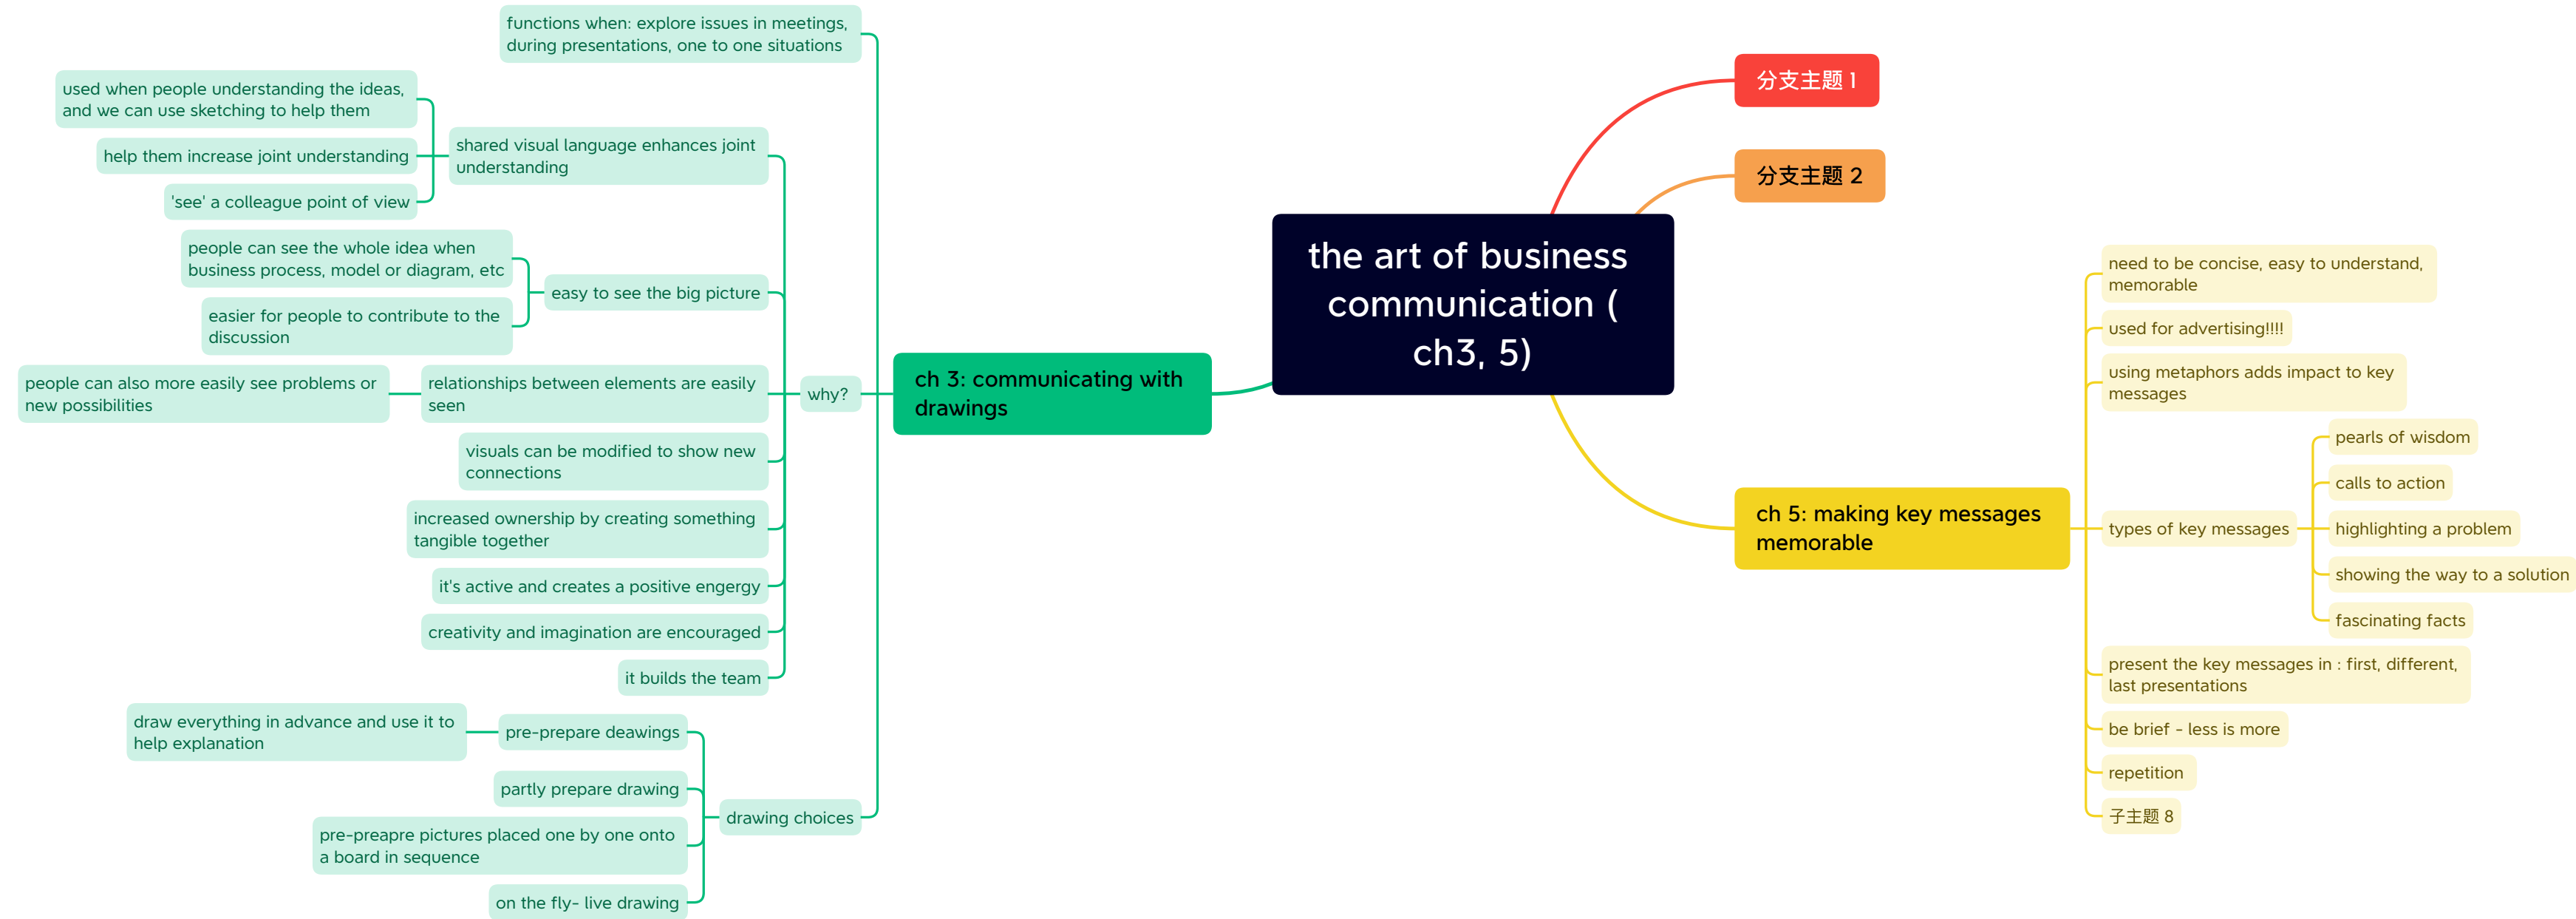 the art of business
communication (
ch3, 5)
分支主题 1
分支主题 2
ch 3: communicating with
drawings
functions when: explore issues in meetings,
during presentations, one to one situations
why?
shared visual language enhances joint
understanding
used when people understanding the ideas,
and we can use sketching to help them
help them increase joint understanding
'see' a colleague point of view
easy to see the big picture
people can see the whole idea when
business process, model or diagram, etc
easier for people to contribute to the
discussion
relationships between elements are easily
seen
people can also more easily see problems or
new possibilities
visuals can be modified to show new
connections
increased ownership by creating something
tangible together
it's active and creates a positive engergy
creativity and imagination are encouraged
it builds the team
drawing choices
pre-prepare deawings
draw everything in advance and use it to
help explanation
partly prepare drawing
pre-preapre pictures placed one by one onto
a board in sequence
on the fly- live drawing
ch 5: making key messages
memorable
need to be concise, easy to understand,
memorable
used for advertising!!!!
using metaphors adds impact to key
messages
types of key messages
pearls of wisdom
calls to action
highlighting a problem
showing the way to a solution
fascinating facts
present the key messages in : first, different,
last presentations
be brief - less is more
repetition
子主题 8